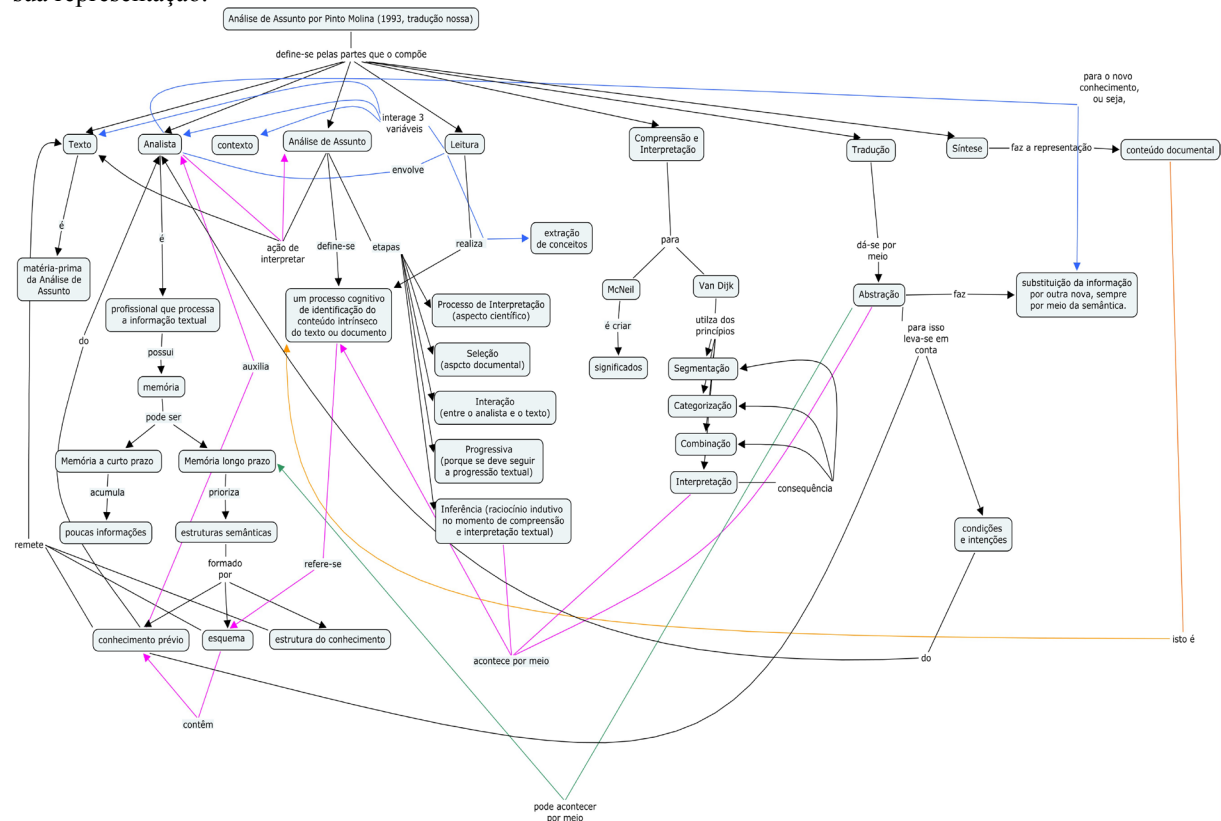 sua representação.
Análise de Assunto por Pinto Molina (1993, tradução nossa)
define-se pelas partes que o compõe
para o novo
conhecimento,
ou seja,
interage 3
variáveis
Texto
Analista
contexto
Análise de Assunto
Leitura
Compreensão e
Interpretação
Tradução
Síntese
faz a representação
conteúdo documental
envolve
é
é
ação de
interpretar
define-se
etapas
realiza
extração
de conceitos
para
dá-se por
meio
matéria-prima
da Análise de
Assunto
profissional que processa
a informação textual
um processo cognitivo
de identificação do
conteúdo intrínseco
do texto ou documento
Processo de Interpretação
(aspecto científico)
McNeil
Van Dijk
Abstração
faz
substituição da informação
por outra nova, sempre
por meio da semântica.
é criar
utilza dos
princípios
para isso
leva-se em
conta
do
possui
auxilia
Seleção
(aspcto documental)
significados
Segmentação
memória
Interação
(entre o analista e o texto)
Categorização
pode ser
Combinação
Memória a curto prazo
Memória longo prazo
Progressiva
(porque se deve seguir
a progressão textual)
Interpretação
consequência
acumula
prioriza
poucas informações
estruturas semânticas
Inferência (raciocínio indutivo
no momento de compreensão
e interpretação textual)
condições
e intenções
remete
formado
por
refere-se
conhecimento prévio
esquema
estrutura do conhecimento
isto é
acontece por meio
do
contêm
pode acontecer
por meio